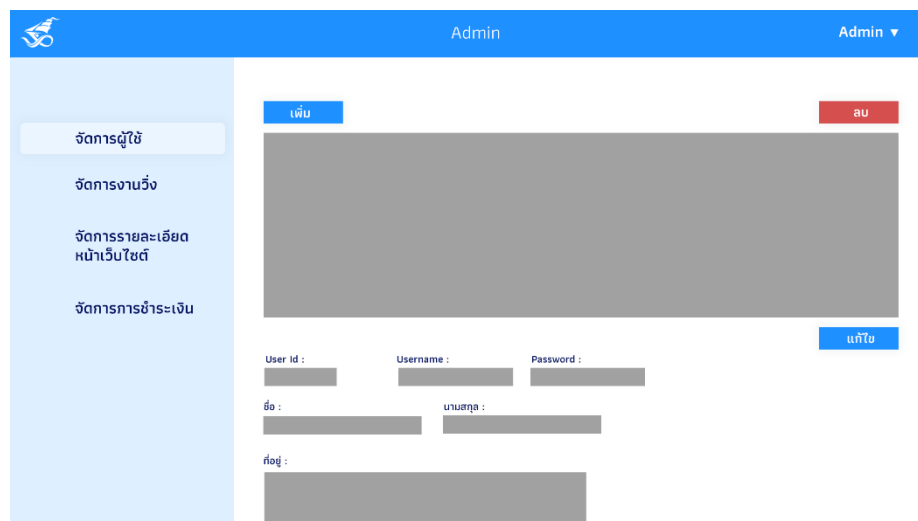 Admin
Admin ▼
จัดการผู้ใช้
จัดการงานวิ่ง
จัดการรายละเอียด
หน้าเว็บไซต์
จัดการการชำระเงิน
เพิ่ม
ลบ
แก้ไข
User Id :
Username :
Password :
ชื่อ :
นามสกุล :
ที่อยู่ :